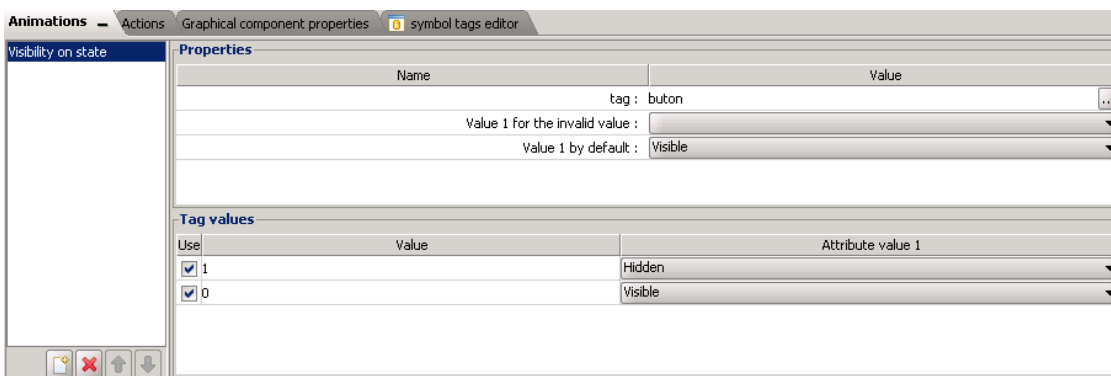 Animations Actions Graphical component properties symbol tags editor
Visibility on state
Properties
Name Value
tag : buton ...
Value 1 for the invalid value :
Value 1 by default : Visible
Tag values
Use Value Attribute value 1
1 Hidden
0 Visible